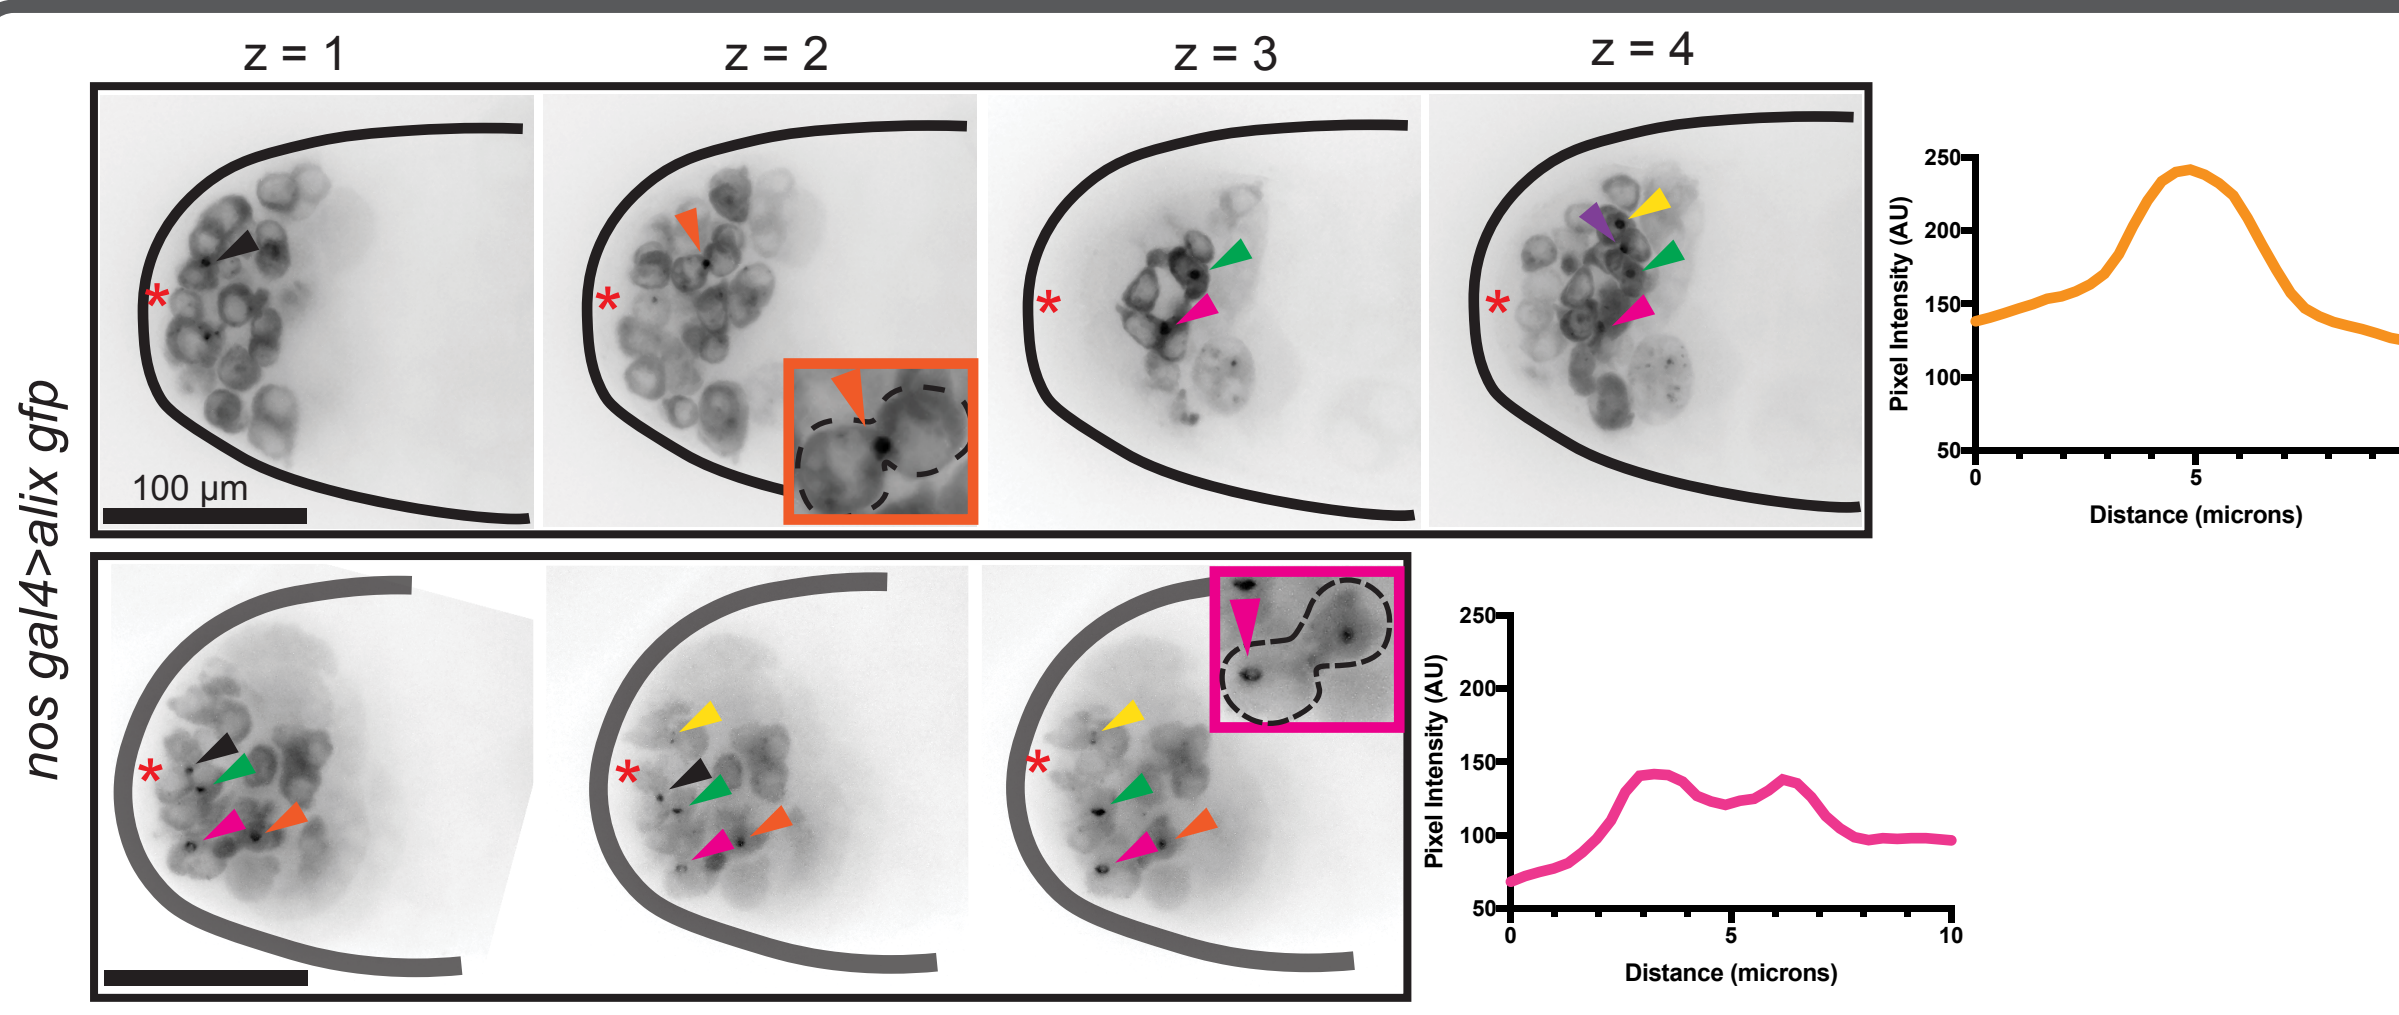 z = 1
z = 2
z = 3
z = 4
nos gal4>alix gfp
*
*
*
*
100 µm
250
200
150
100
50
0
5
Pixel Intensity (AU)
Distance (microns)
*
*
*
250
200
150
100
50
0
5
10
Pixel Intensity (AU)
Distance (microns)